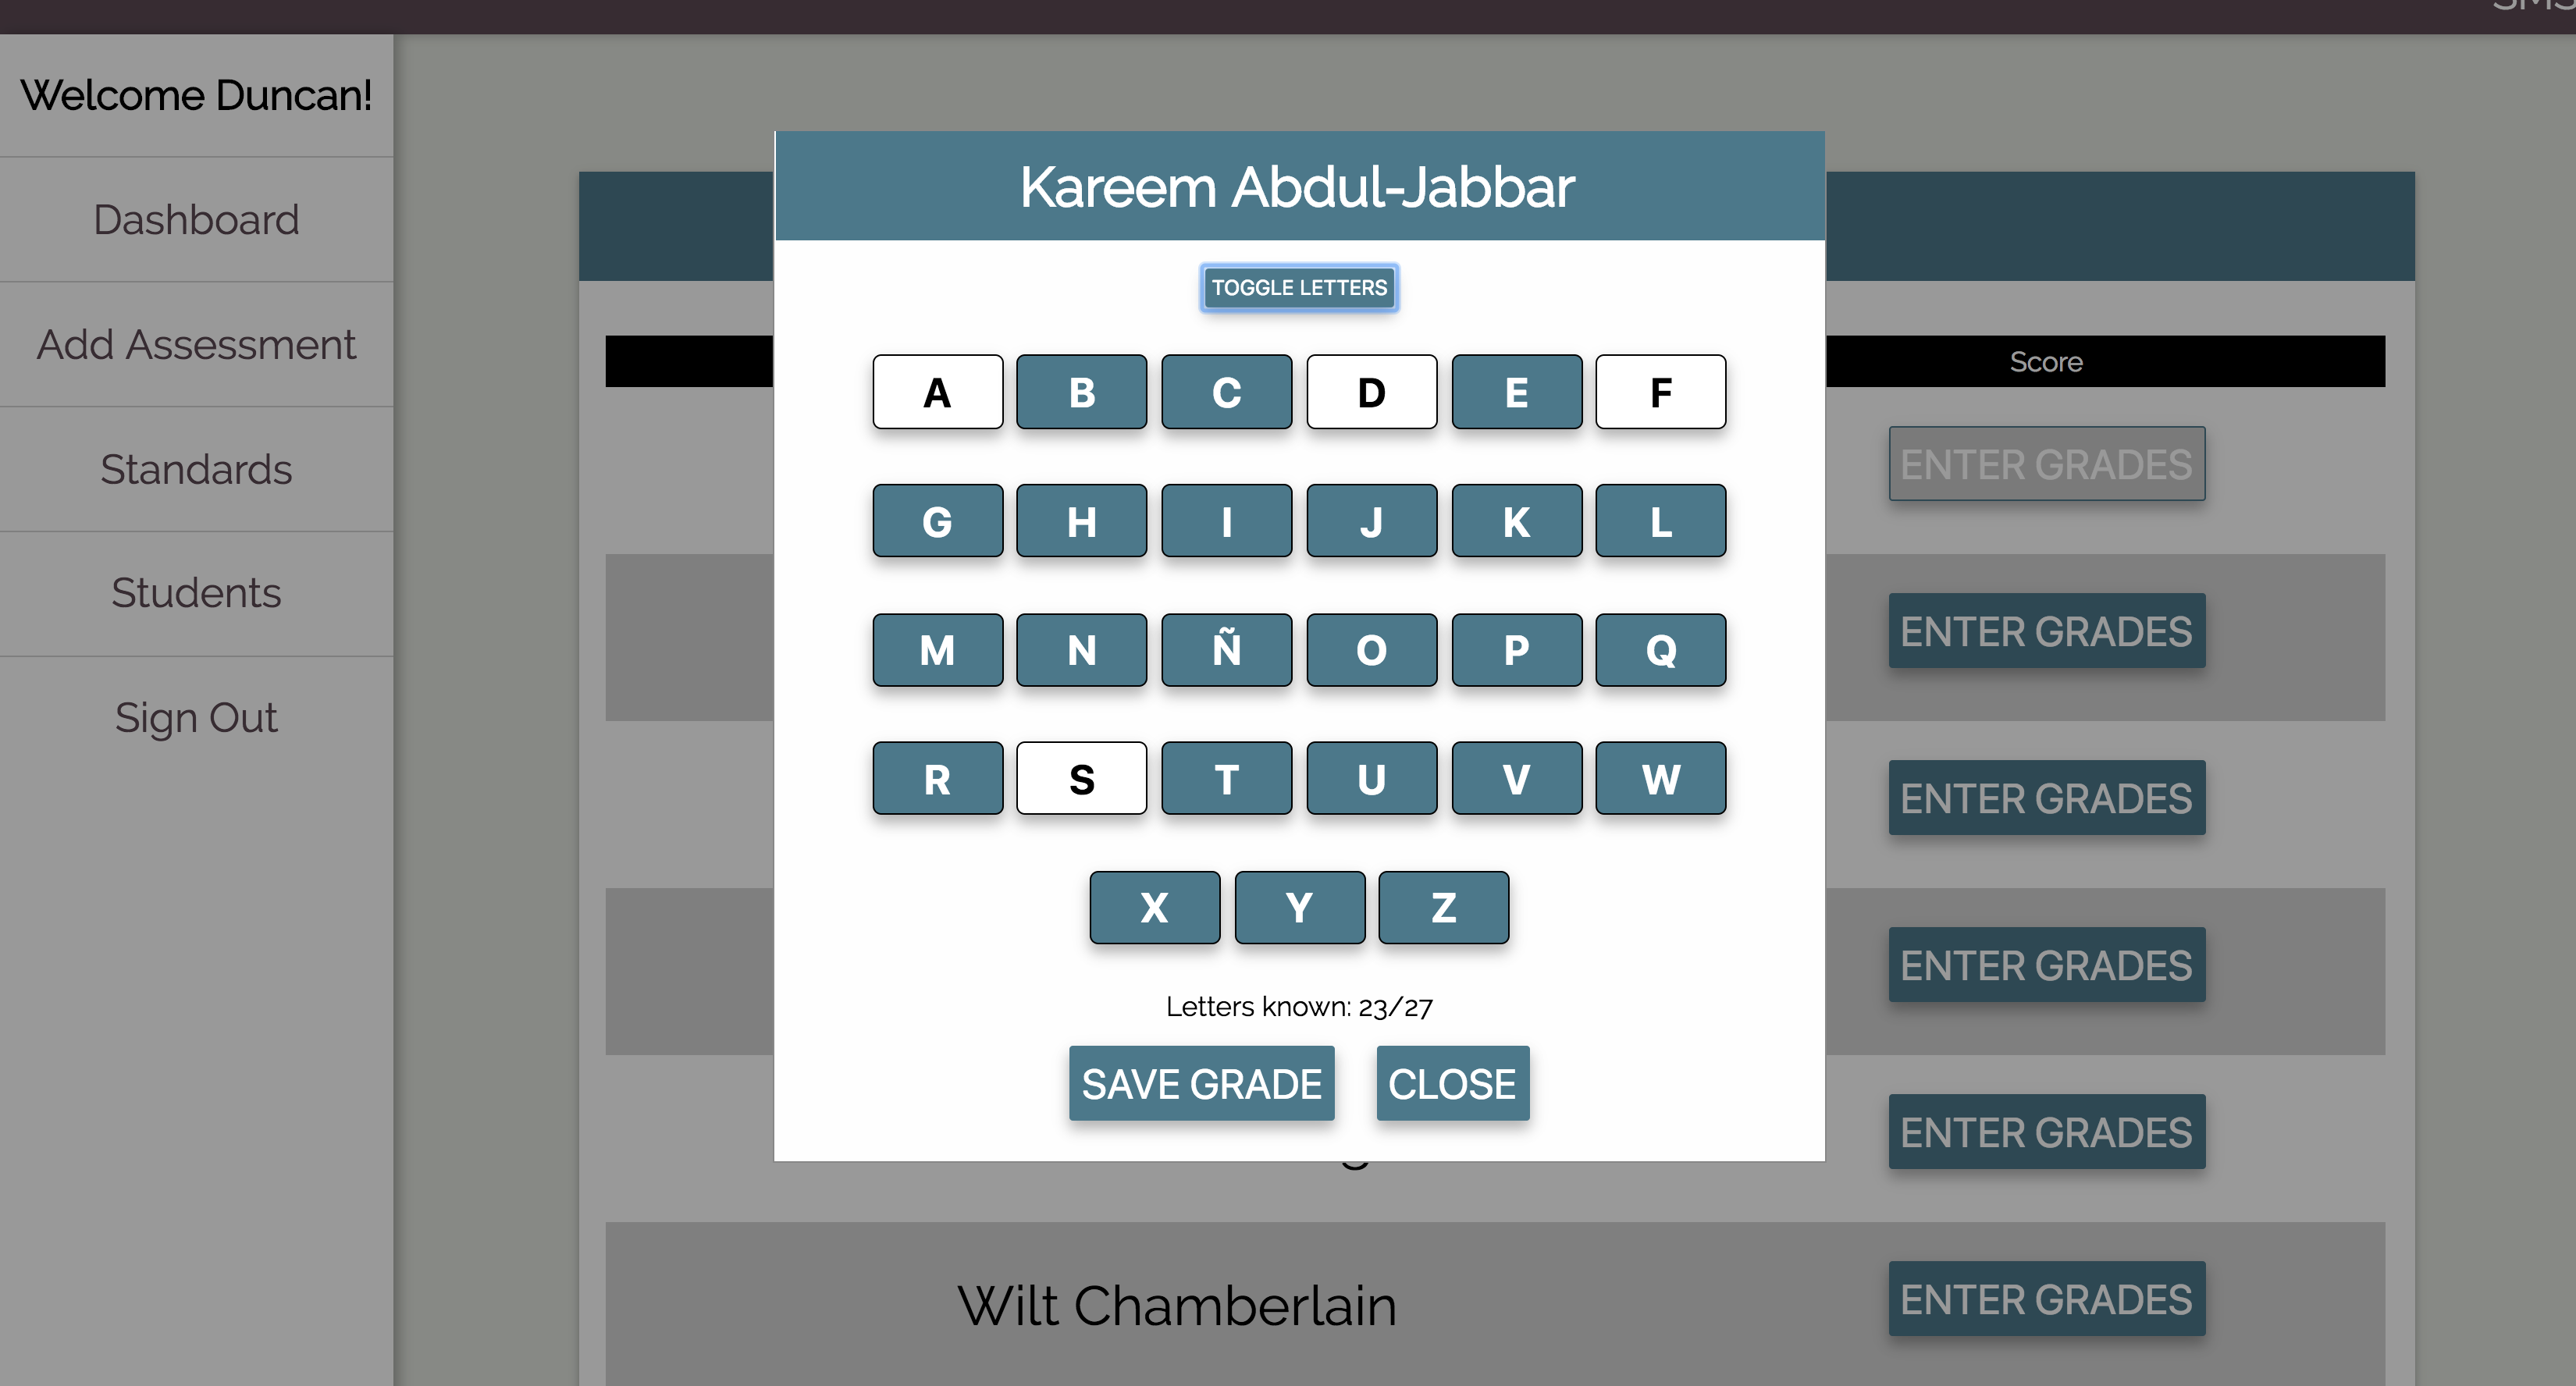 SMS
Welcome Duncan!
Dashboard
Add Assessment
Standards
Students
Sign Out
Kareem Abdul-Jabbar
TOGGLE LETTERS
A B C D E F
G H I J K L
M N Ñ O P Q
R S T U V W
X Y Z
Letters known: 23/27
SAVE GRADE CLOSE
Score
ENTER GRADES
ENTER GRADES
ENTER GRADES
ENTER GRADES
ENTER GRADES
Wilt Chamberlain ENTER GRADES